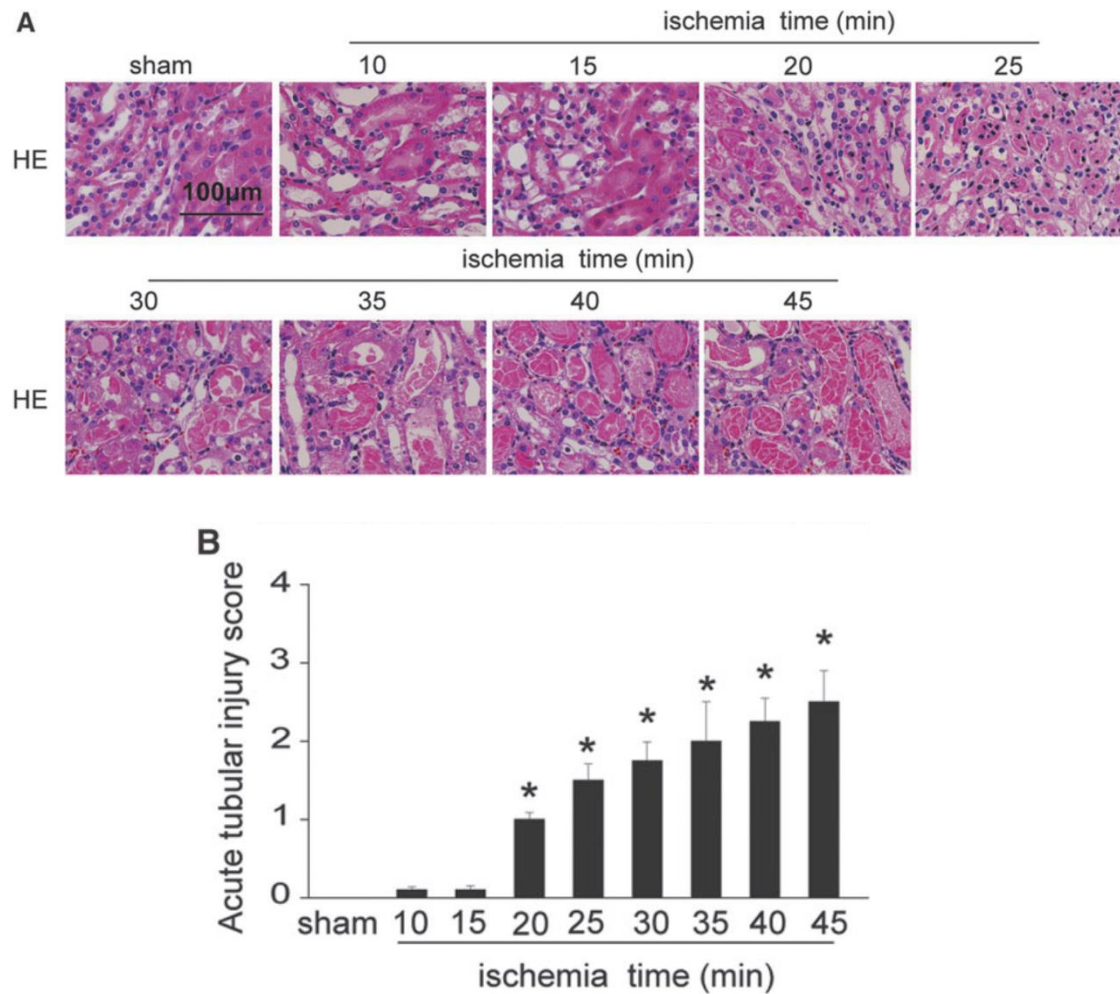 A
ischemia time (min)
sham 10 15 20 25
HE
100µm
ischemia time (min)
30 35 40 45
HE
B
Acute tubular injury score
4
3
2
1
0
* * * * * *
sham 10 15 20 25 30 35 40 45
ischemia time (min)